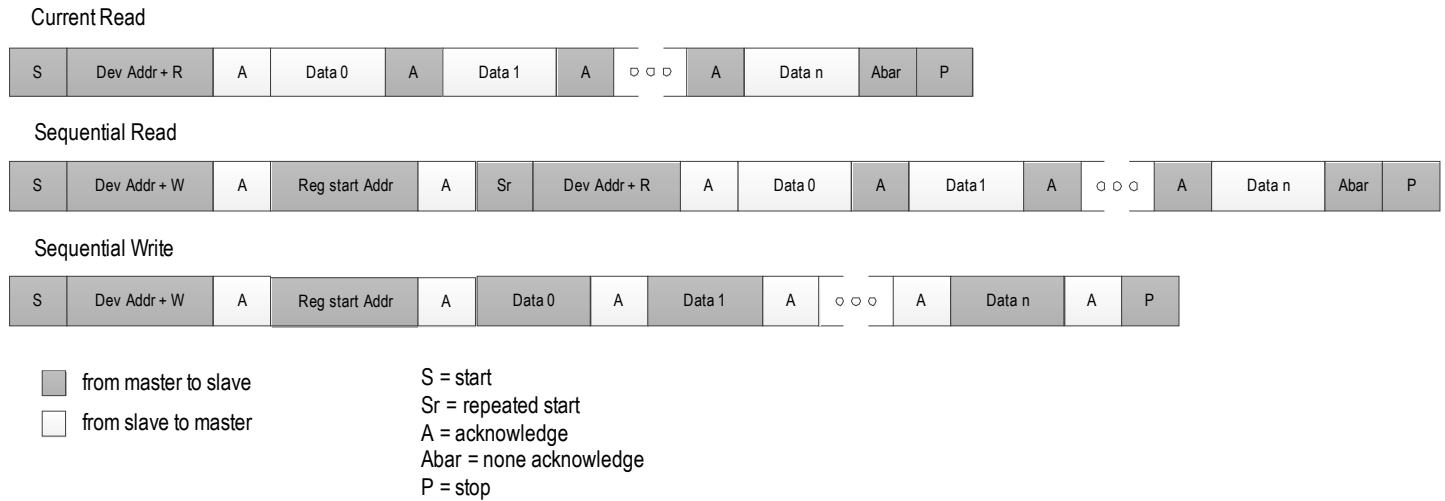 Current Read
S Dev Addr + R A Data 0 A Data 1 A A Data n Abar P
Sequential Read
S Dev Addr + W A Reg start Addr A Sr Dev Addr + R A Data 0 A Data1 A A Data n Abar P
Sequential Write
S Dev Addr + W A Reg start Addr A Data 0 A Data 1 A A Data n A P
from master to slave
from slave to master
S = start
Sr = repeated start
A = acknowledge
Abar = none acknowledge
P = stop